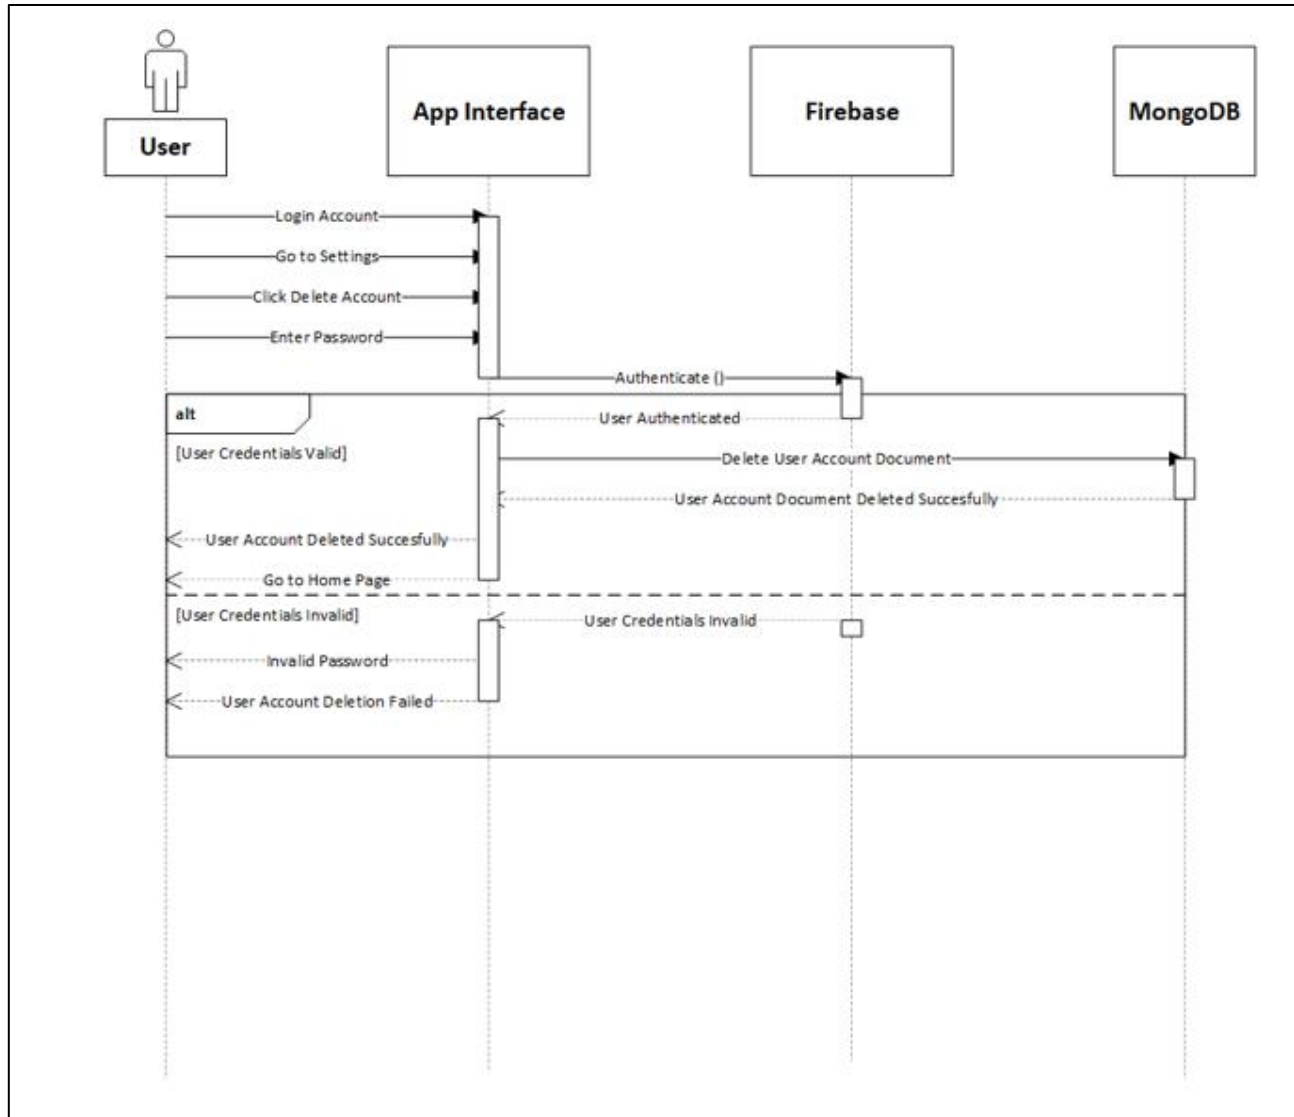 User
App Interface
Firebase
MongoDB
Login Account
Go to Settings
Click Delete Account
Enter Password
Authenticate ()
alt
User Authenticated
[User Credentials Valid]
Delete User Account Document
User Account Document Deleted Succesfully
User Account Deleted Succesfully
Go to Home Page
[User Credentials Invalid]
User Credentials Invalid
Invalid Password
User Account Deletion Failed